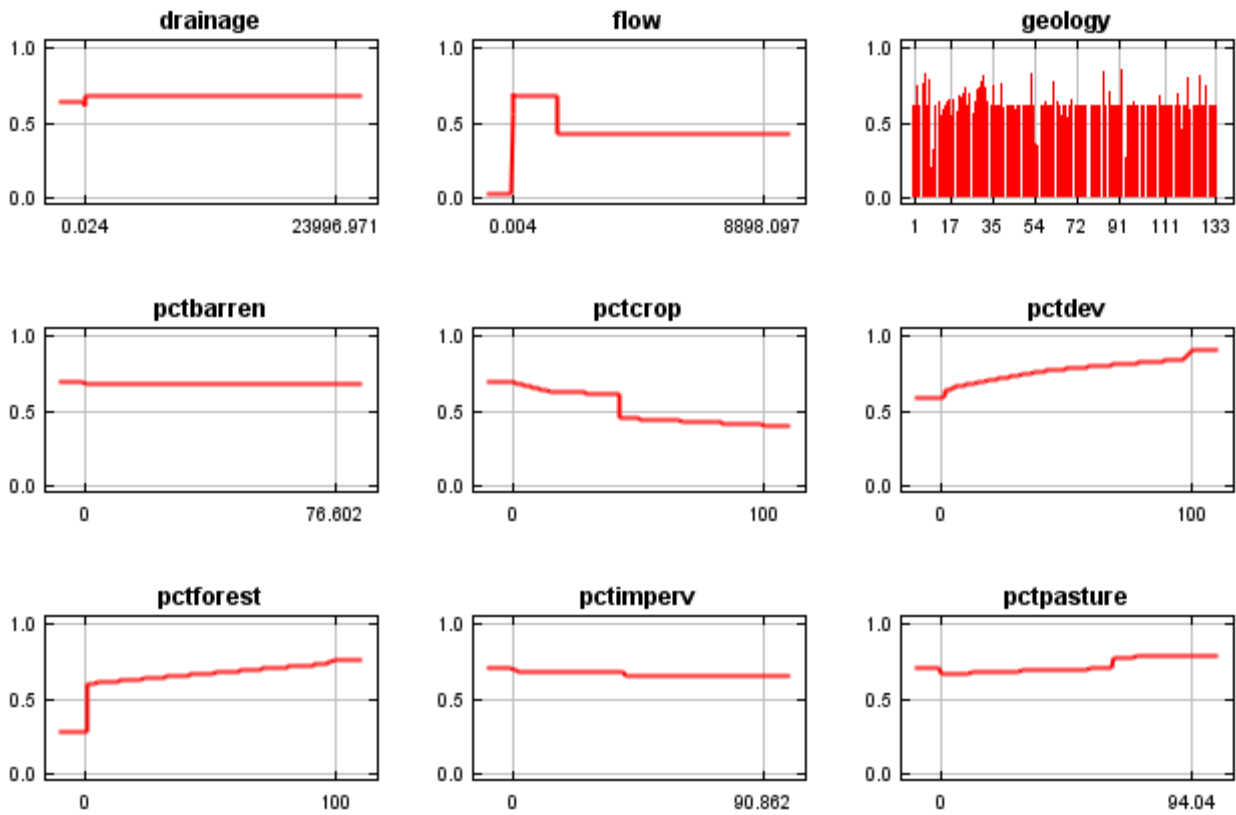 drainage flow geology
1.0 1.0 1.0
0.5 0.5 0.5
0.0 0.0 0.0
0.024 23996.971 0.004 8898.097 1 17 35 54 72 91 111 133
pctbarren pctcrop pctdev
1.0 1.0 1.0
0.5 0.5 0.5
0.0 0.0 0.0
0 76.602 0 100 0 100
pctforest pctimperv pctpasture
1.0 1.0 1.0
0.5 0.5 0.5
0.0 0.0 0.0
0 100 0 90.862 0 94.04